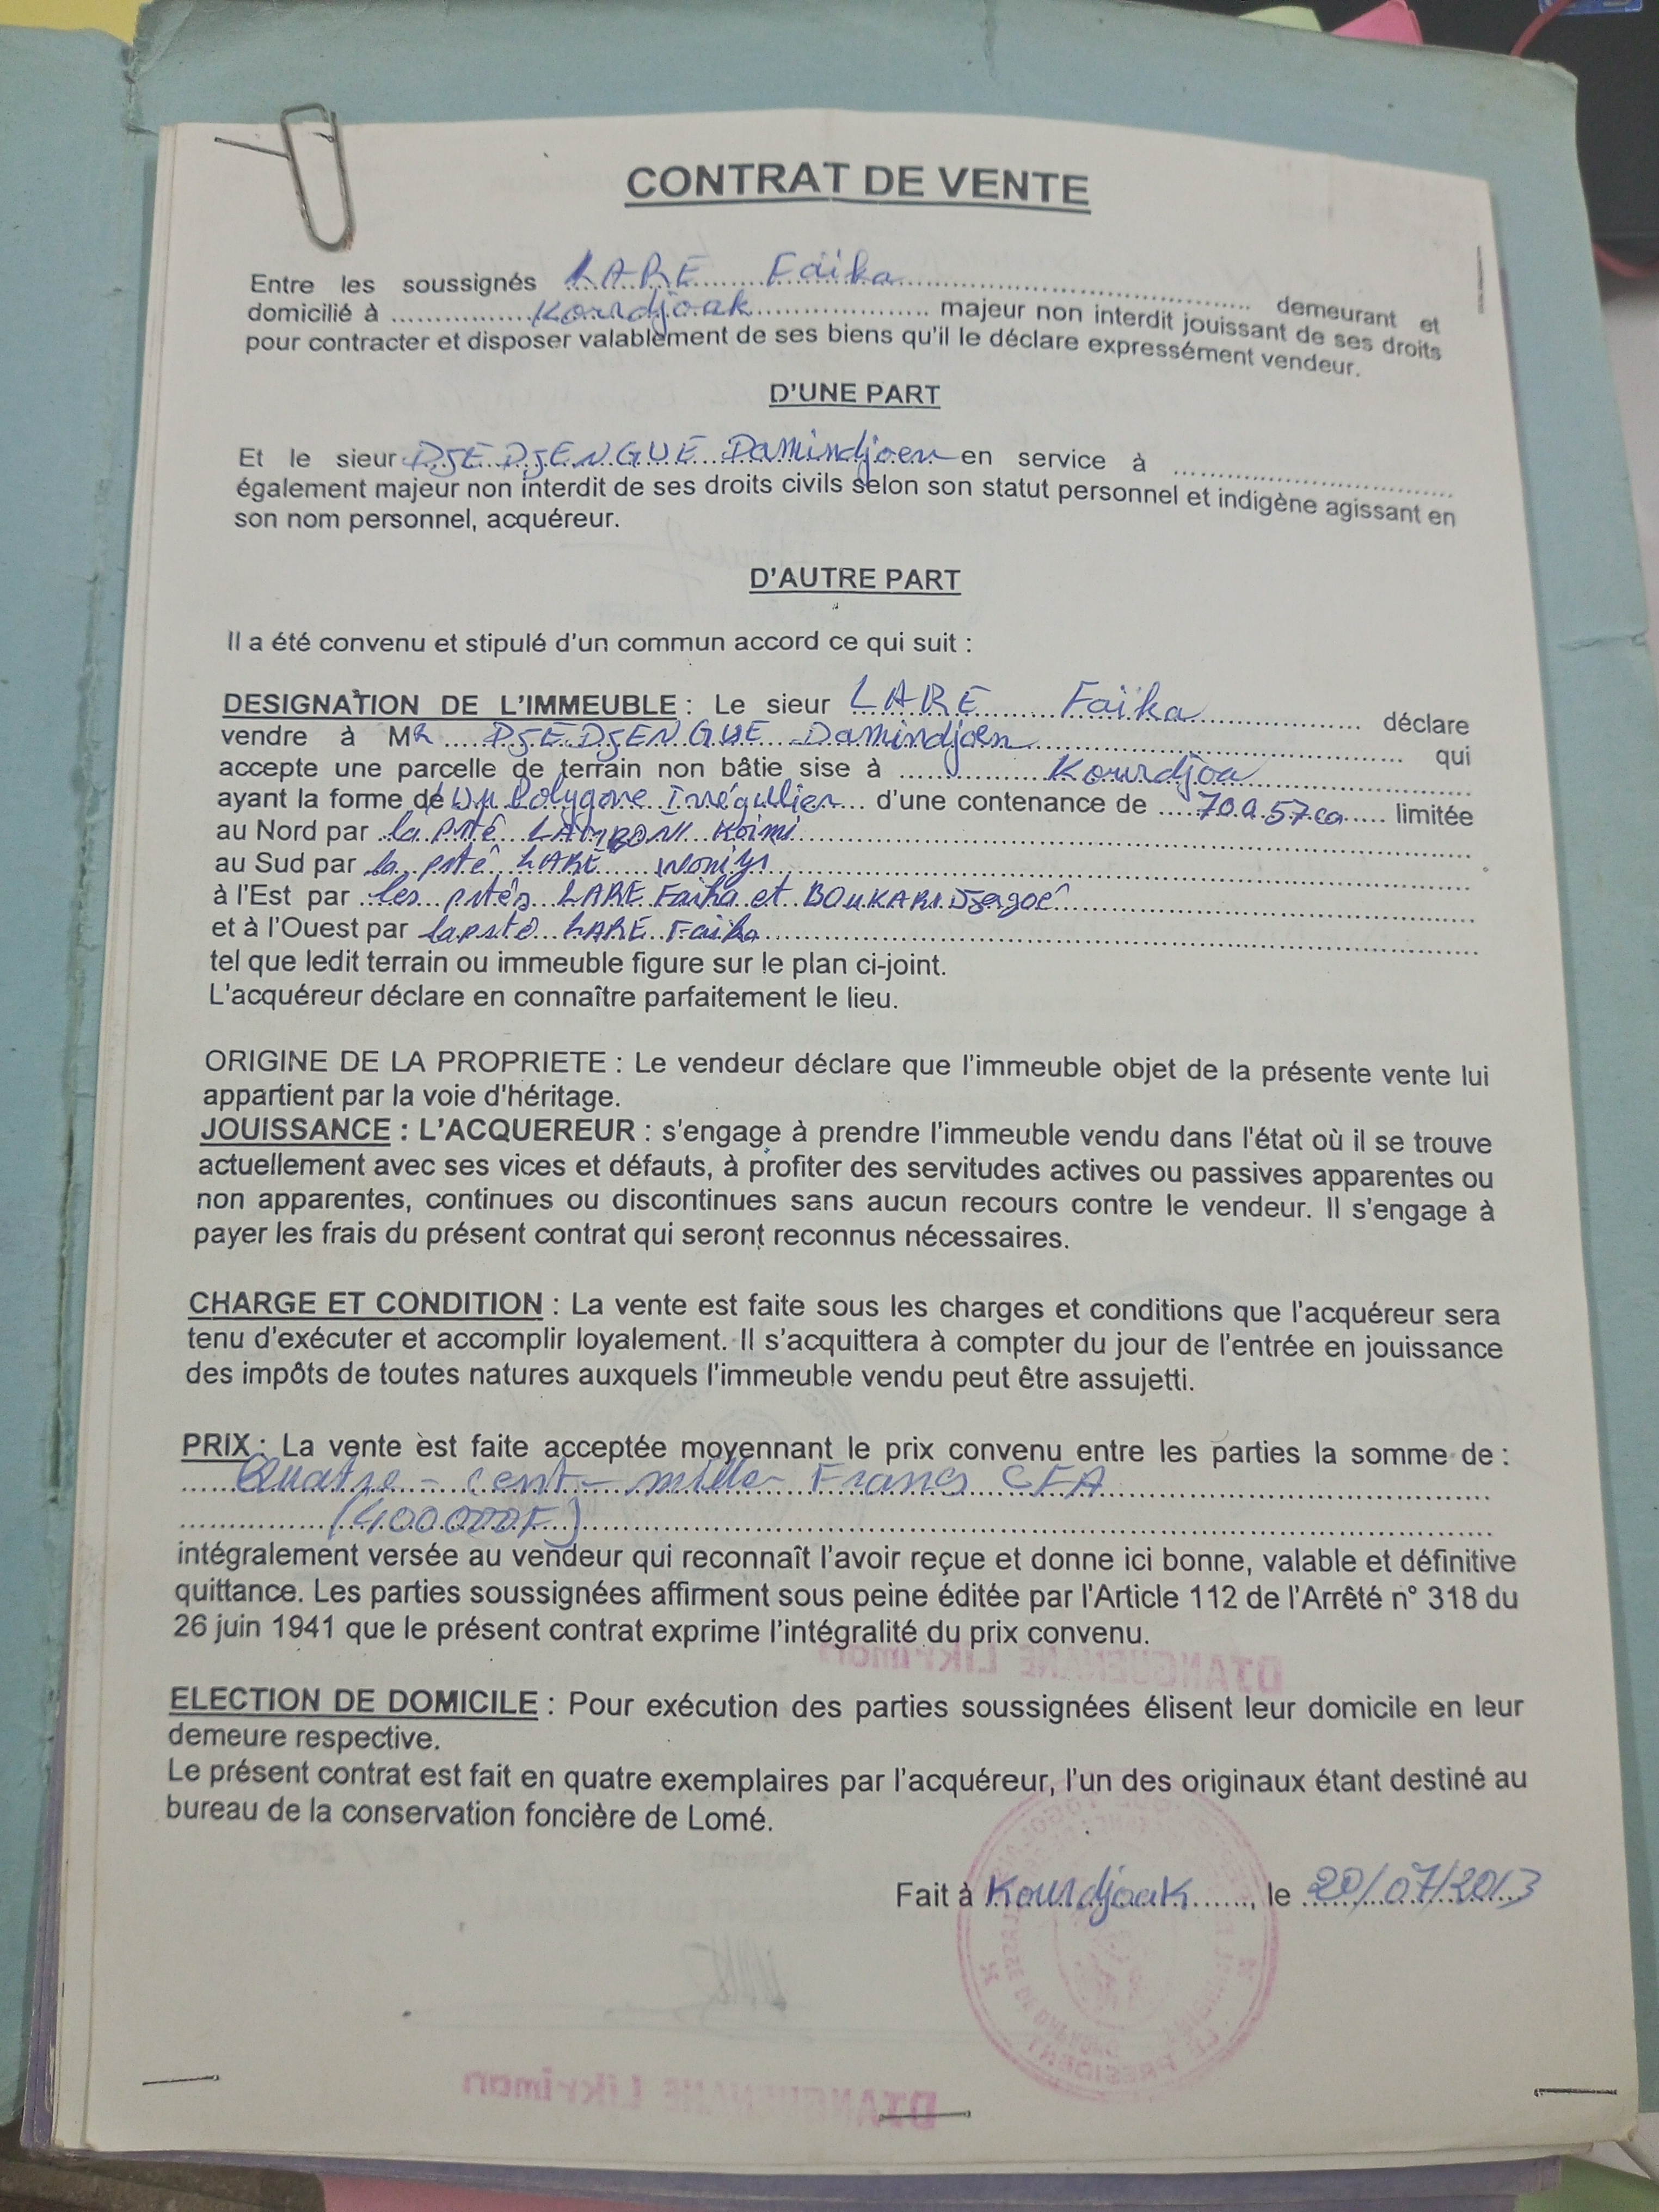 CONTRAT DE VENTE
Entre les soussignés LARE Faïka demeurant et
domicilié à Kourdjoak majeur non interdit jouissant de ses droits
pour contracter et disposer valablement de ses biens qu'il le déclare expressément vendeur.
D'UNE PART
Et le sieur DJEDJENGUE Damindjoen en service à
également majeur non interdit de ses droits civils selon son statut personnel et indigène agissant en
son nom personnel, acquéreur.
D'AUTRE PART
Il a été convenu et stipulé d'un commun accord ce qui suit :
DESIGNATION DE L'IMMEUBLE : Le sieur LARE Faïka déclare
vendre à MR DJEDJENGUE Damindjoen qui
accepte une parcelle de terrain non bâtie sise à Kourdjoa
ayant la forme de Un Polygone Irrégullier d'une contenance de 70a57ca limitée
au Nord par la pté Koimi
au Sud par la pté LARE
à l'Est par les ptés LARE Faika et BOUKARI
et à l'Ouest par la pté LARE Faika
tel que ledit terrain ou immeuble figure sur le plan ci-joint.
L'acquéreur déclare en connaître parfaitement le lieu.
ORIGINE DE LA PROPRIETE : Le vendeur déclare que l'immeuble objet de la présente vente lui
appartient par la voie d'héritage.
JOUISSANCE : L'ACQUEREUR : s'engage à prendre l'immeuble vendu dans l'état où il se trouve
actuellement avec ses vices et défauts, à profiter des servitudes actives ou passives apparentes ou
non apparentes, continues ou discontinues sans aucun recours contre le vendeur. Il s'engage à
payer les frais du présent contrat qui seront reconnus nécessaires.
CHARGE ET CONDITION : La vente est faite sous les charges et conditions que l'acquéreur sera
tenu d'exécuter et accomplir loyalement. Il s'acquittera à compter du jour de l'entrée en jouissance
des impôts de toutes natures auxquels l'immeuble vendu peut être assujetti.
PRIX : La vente est faite acceptée moyennant le prix convenu entre les parties la somme de :
Quatre - cent - mille Francs CFA
(400000F)
intégralement versée au vendeur qui reconnaît l'avoir reçue et donne ici bonne, valable et définitive
quittance. Les parties soussignées affirment sous peine éditée par l'Article 112 de l'Arrêté n° 318 du
26 juin 1941 que le présent contrat exprime l'intégralité du prix convenu.
DTANGUENANE Likriman
ELECTION DE DOMICILE : Pour exécution des parties soussignées élisent leur domicile en leur
demeure respective.
Le présent contrat est fait en quatre exemplaires par l'acquéreur, l'un des originaux étant destiné au
bureau de la conservation foncière de Lomé.
Fait à Kourdjoak, le 20/07/2013
LE PRESIDENT
DTANGUENANE Likriman